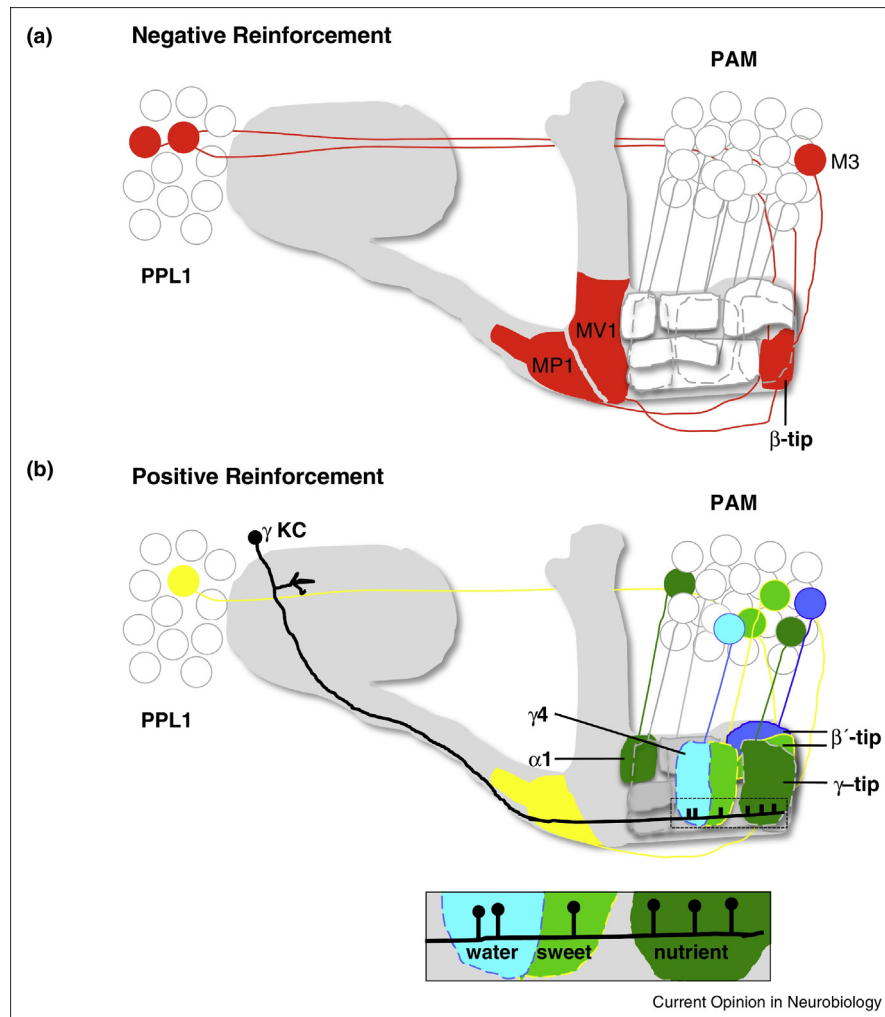 (a)
Negative Reinforcement
PAM
M3
PPL1
MV1
MP1
β-tip
(b)
Positive Reinforcement
PAM
γ KC
PPL1
γ4
α1
β´-tip
γ–tip
water sweet nutrient
Current Opinion in Neurobiology